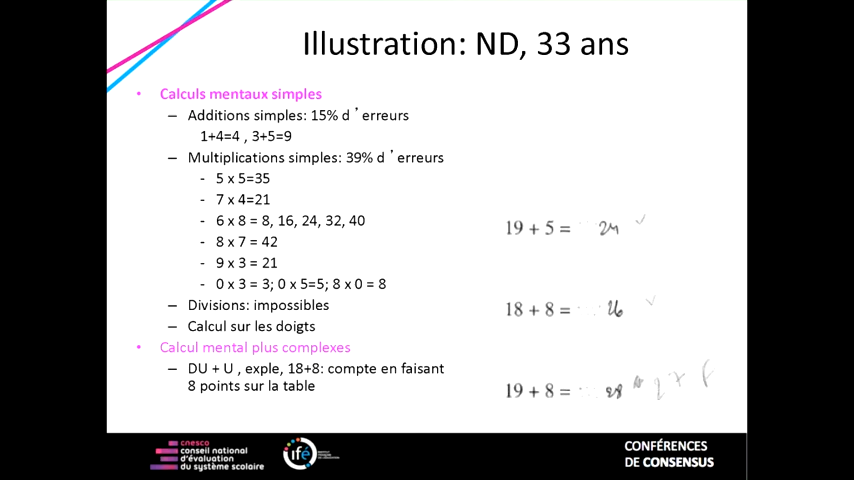 Illustration: ND, 33 ans
• Calculs mentaux simples
– Additions simples: 15% d ’ erreurs
1+4=4 , 3+5=9
– Multiplications simples: 39% d ’ erreurs
- 5 x 5=35
- 7 x 4=21
- 6 x 8 = 8, 16, 24, 32, 40
- 8 x 7 = 42
- 9 x 3 = 21
- 0 x 3 = 3; 0 x 5=5; 8 x 0 = 8
– Divisions: impossibles
– Calcul sur les doigts
• Calcul mental plus complexes
– DU + U , exple, 18+8: compte en faisant
8 points sur la table
19 + 5 = 24
18 + 8 = 26
19 + 8 = 28
cnesco
conseil national
d'évaluation
du système scolaire
ifé
CONFÉRENCES
DE CONSENSUS